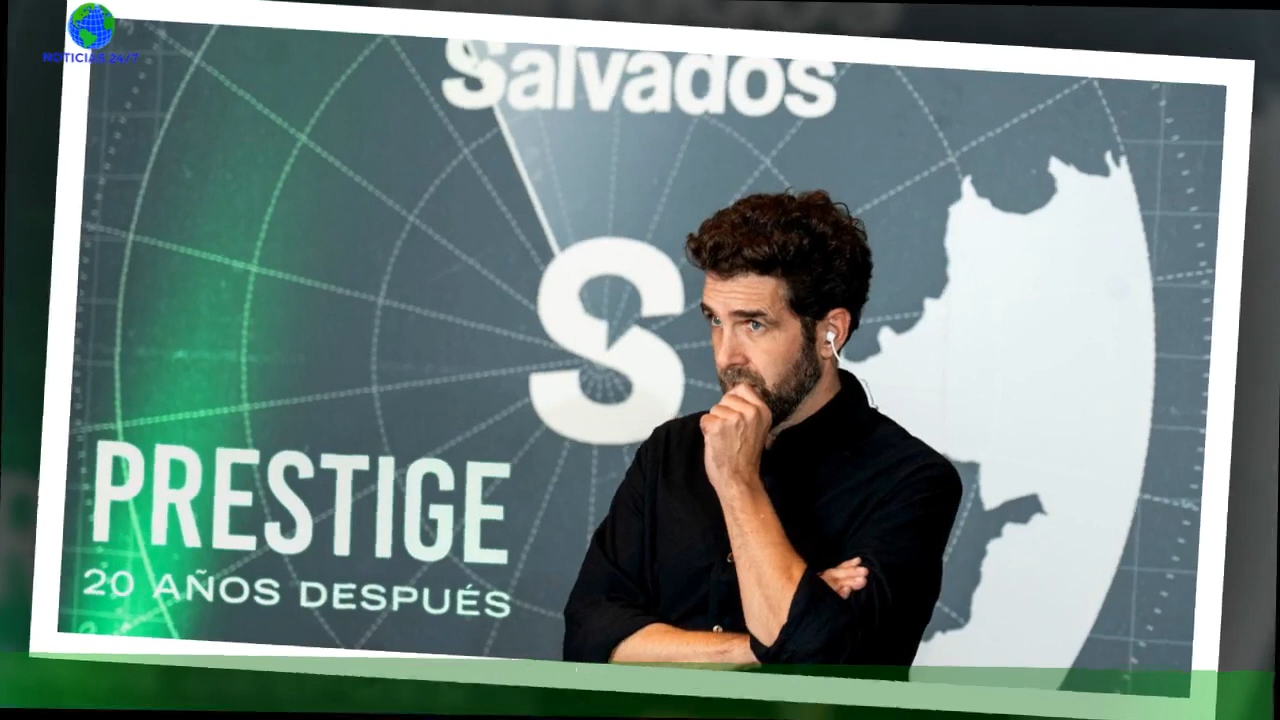 NOTICIAS 24/7
Salvados
S
PRESTIGE
20 AÑOS DESPUÉS